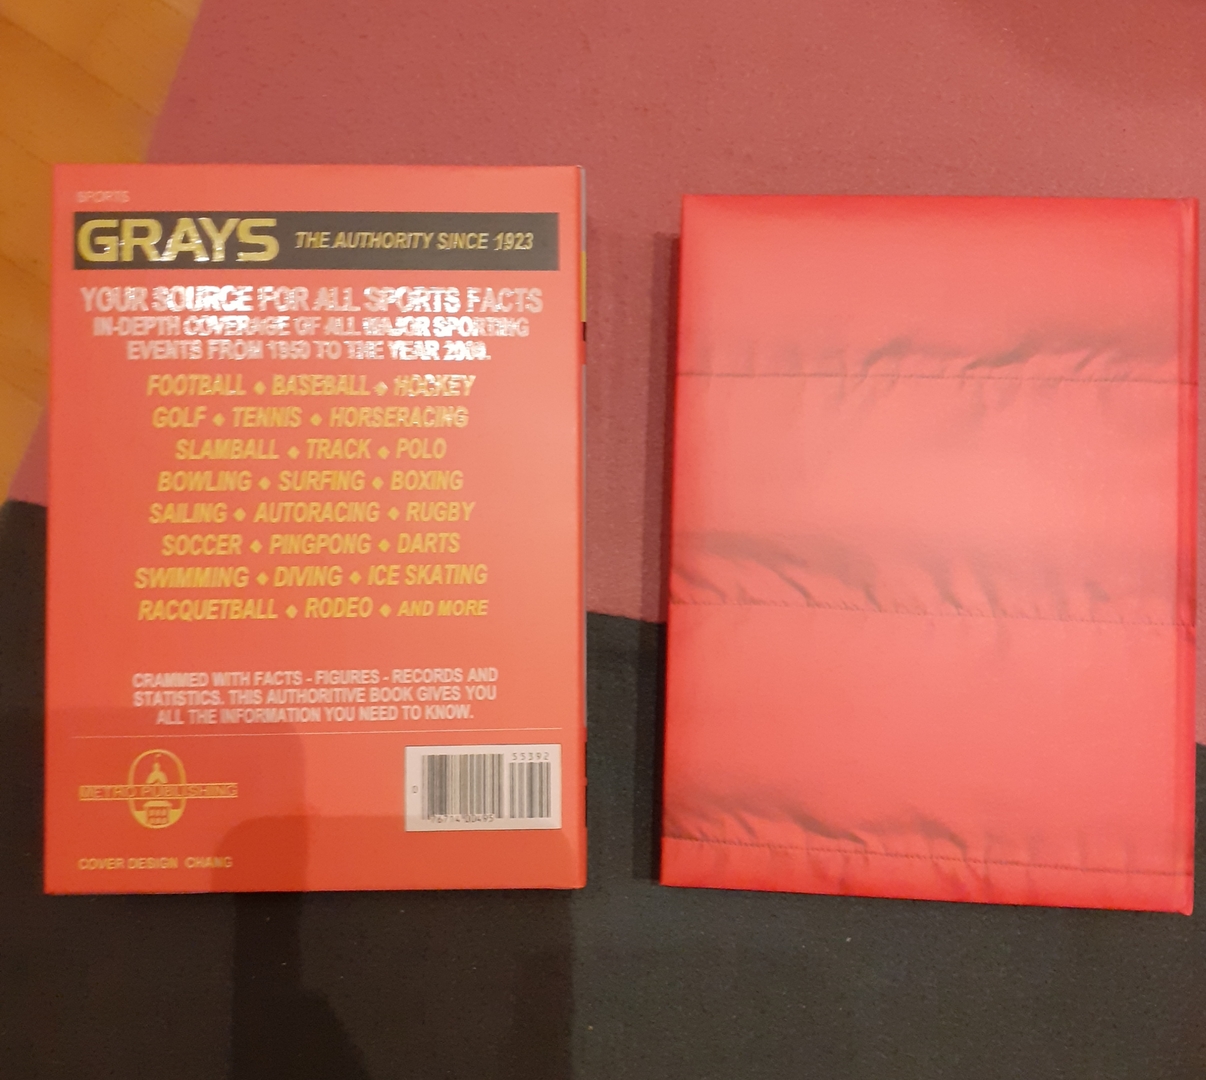 SPORTS
GRAYS THE AUTHORITY SINCE 1923
YOUR SOURCE FOR ALL SPORTS FACTS
IN-DEPTH COVERAGE OF ALL MAJOR SPORTING
EVENTS FROM 1950 TO THE YEAR 2000.
FOOTBALL ◆ BASEBALL ◆ HOCKEY
GOLF ◆ TENNIS ◆ HORSERACING
SLAMBALL ◆ TRACK ◆ POLO
BOWLING ◆ SURFING ◆ BOXING
SAILING ◆ AUTORACING ◆ RUGBY
SOCCER ◆ PINGPONG ◆ DARTS
SWIMMING ◆ DIVING ◆ ICE SKATING
RACQUETBALL ◆ RODEO ◆ AND MORE
CRAMMED WITH FACTS - FIGURES - RECORDS AND
STATISTICS. THIS AUTHORITIVE BOOK GIVES YOU
ALL THE INFORMATION YOU NEED TO KNOW.
METRO PUBLISHING
55392
0
76714 00495
COVER DESIGN CHANG